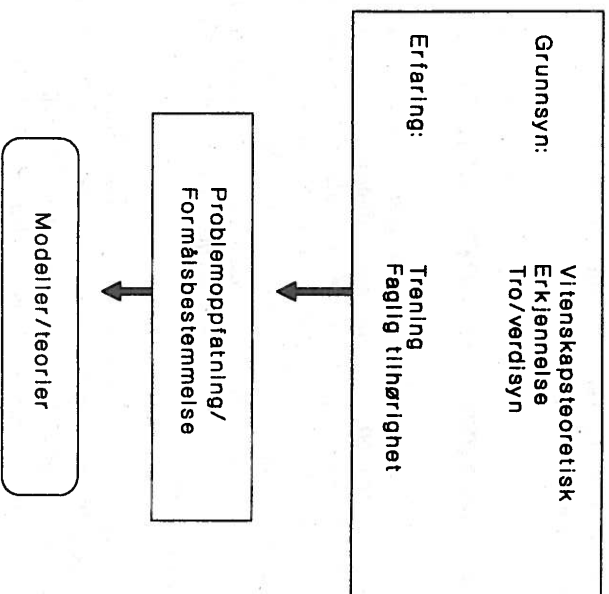 Grunnsyn: Vitenskapsteoretisk
Erkjennelse
Tro/verdisyn
Erfaring: Trening
Faglig tilhørighet
Problemoppfatning/
Formålsbestemmelse
Modeller/teorier